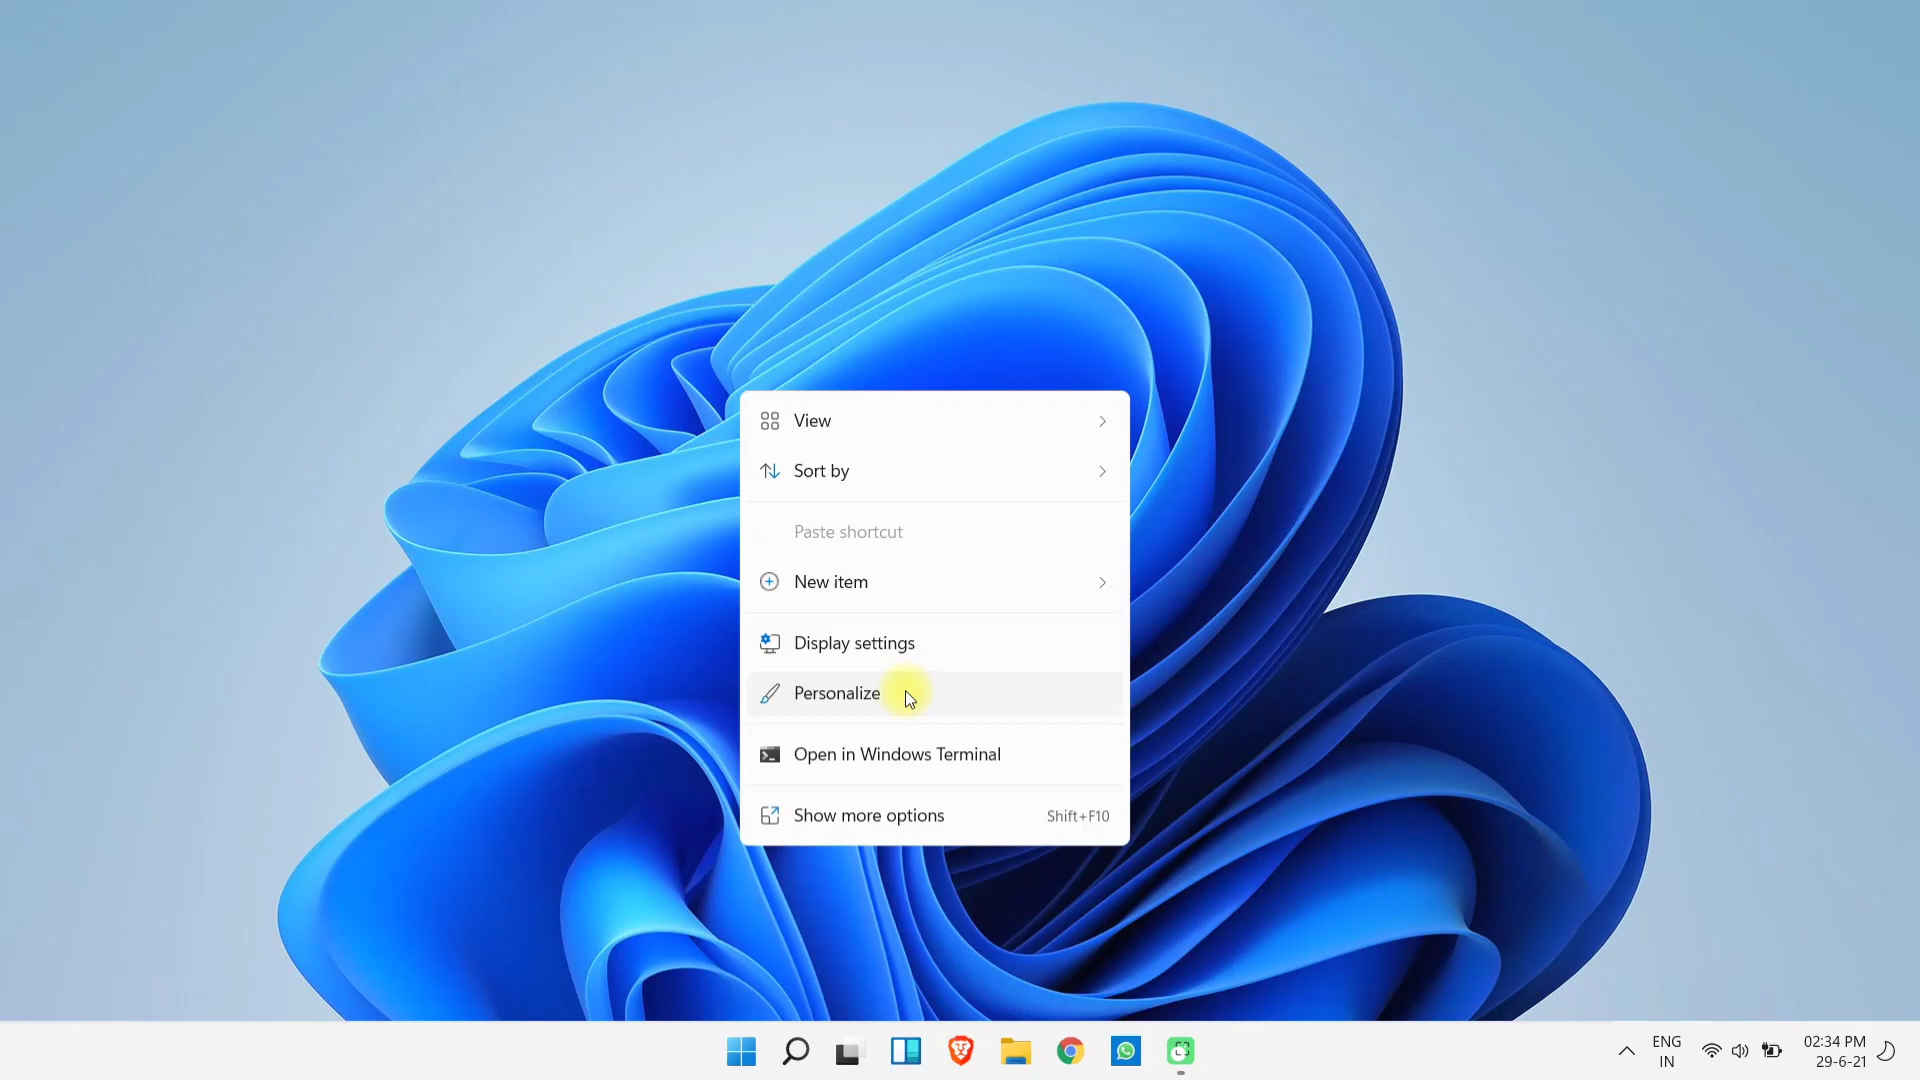 View
Sort by
Paste shortcut
New item
Display settings
Personalize
Open in Windows Terminal
Show more options Shift+F10
ENG
IN
02:34 PM
29-6-21